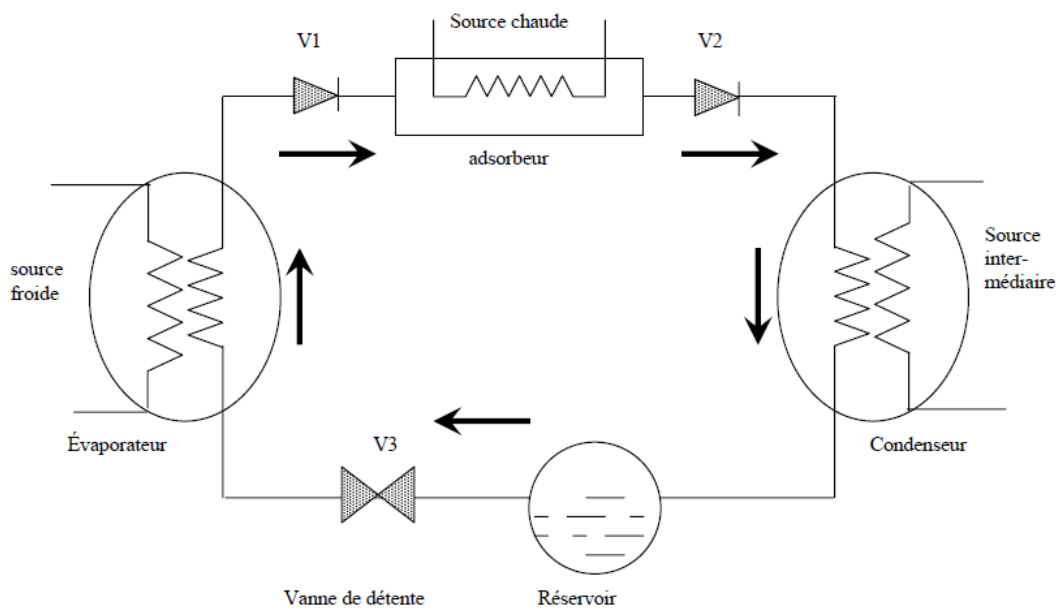 Source chaude
V1
V2
adsorbeur
source
froide
Source
inter-
médiaire
Évaporateur
V3
Condenseur
Vanne de détente
Réservoir